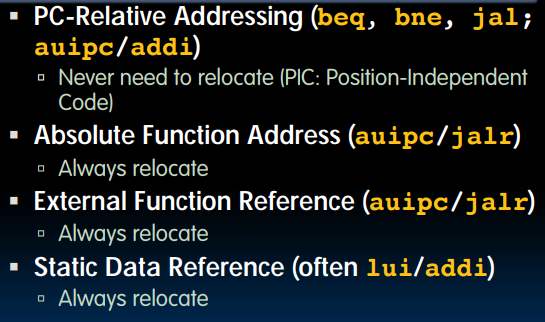 ▪ PC-Relative Addressing (beq, bne, jal;
auipc/addi)
▫ Never need to relocate (PIC: Position-Independent
Code)
▪ Absolute Function Address (auipc/jalr)
▫ Always relocate
▪ External Function Reference (auipc/jalr)
▫ Always relocate
▪ Static Data Reference (often lui/addi)
▫ Always relocate